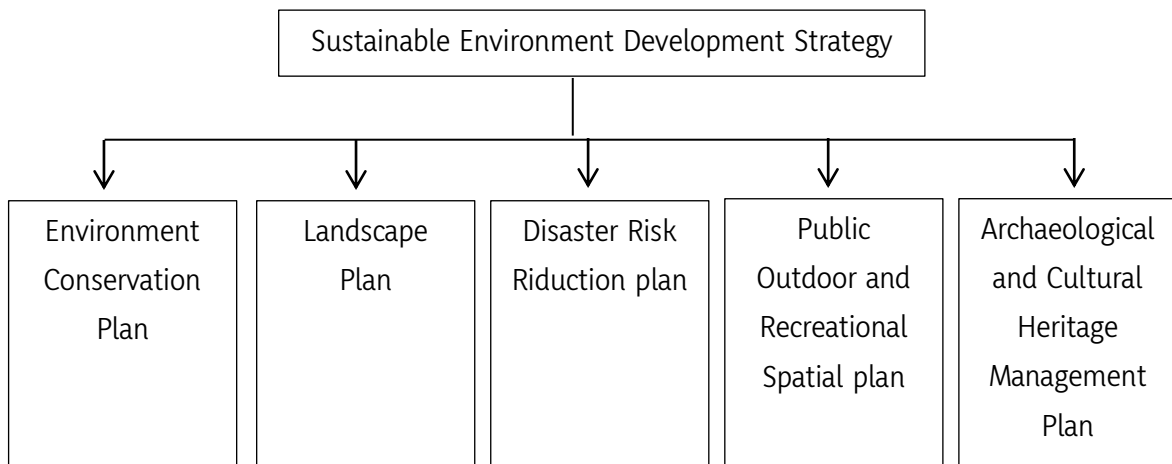 Sustainable Environment Development Strategy
Environment
Conservation
Plan
Landscape
Plan
Disaster Risk
Riduction plan
Public
Outdoor and
Recreational
Spatial plan
Archaeological
and Cultural
Heritage
Management
Plan